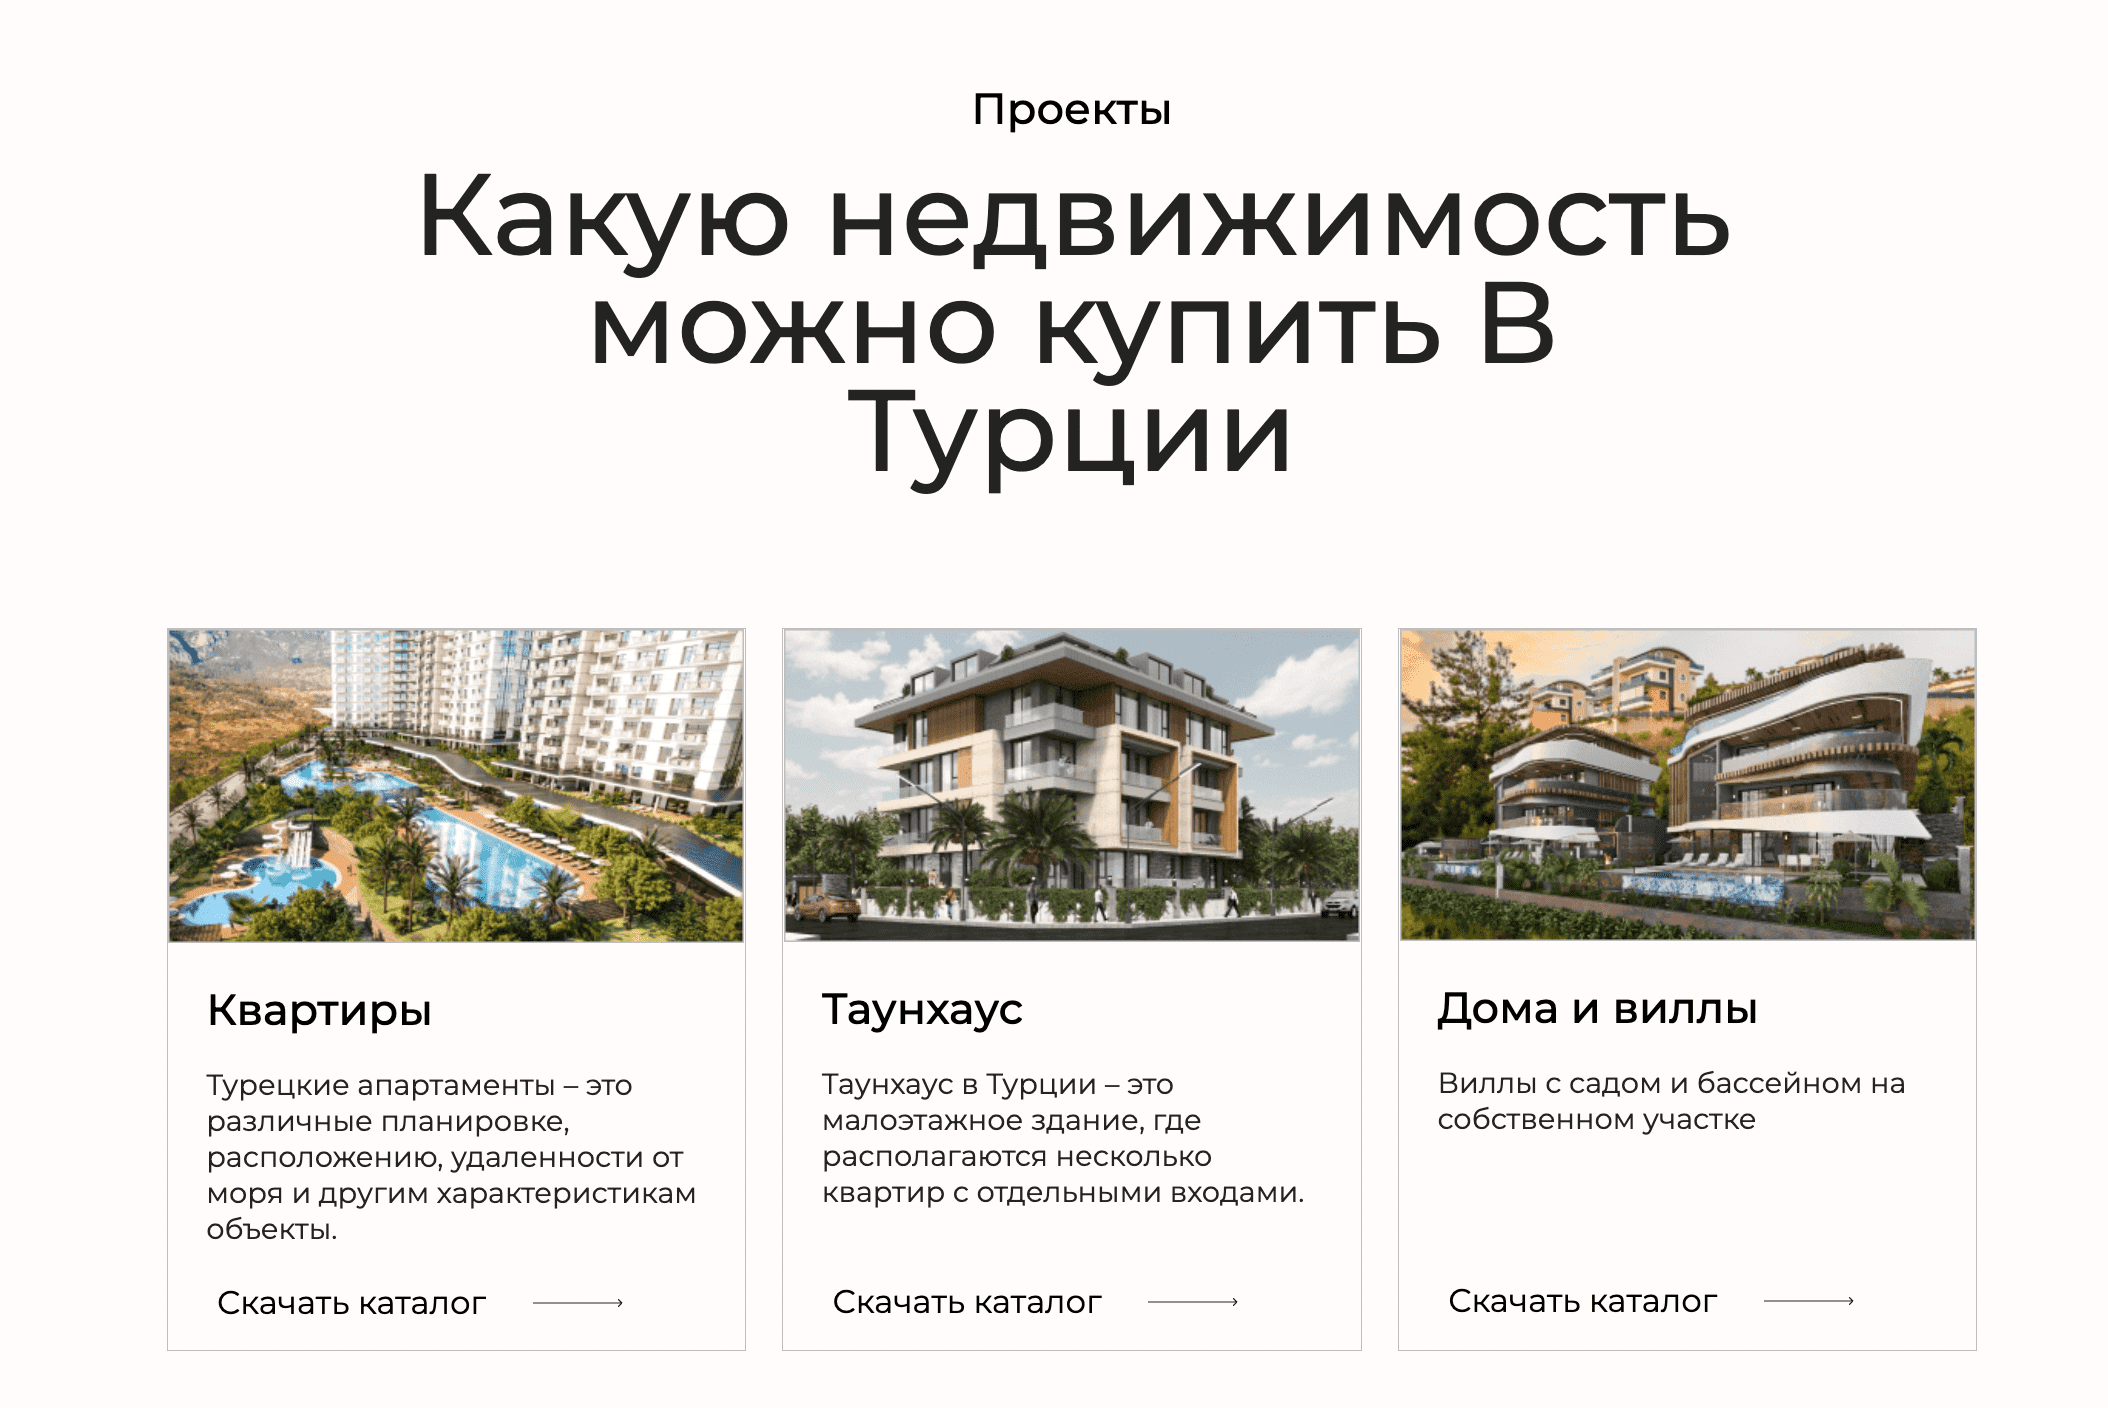 Проекты
Какую недвижимость
можно купить В
Турции
Квартиры
Турецкие апартаменты – это
различные планировке,
расположению, удаленности от
моря и другим характеристикам
объекты.
Скачать каталог
Таунхаус
Таунхаус в Турции – это
малоэтажное здание, где
располагаются несколько
квартир с отдельными входами.
Скачать каталог
Дома и виллы
Виллы с садом и бассейном на
собственном участке
Скачать каталог